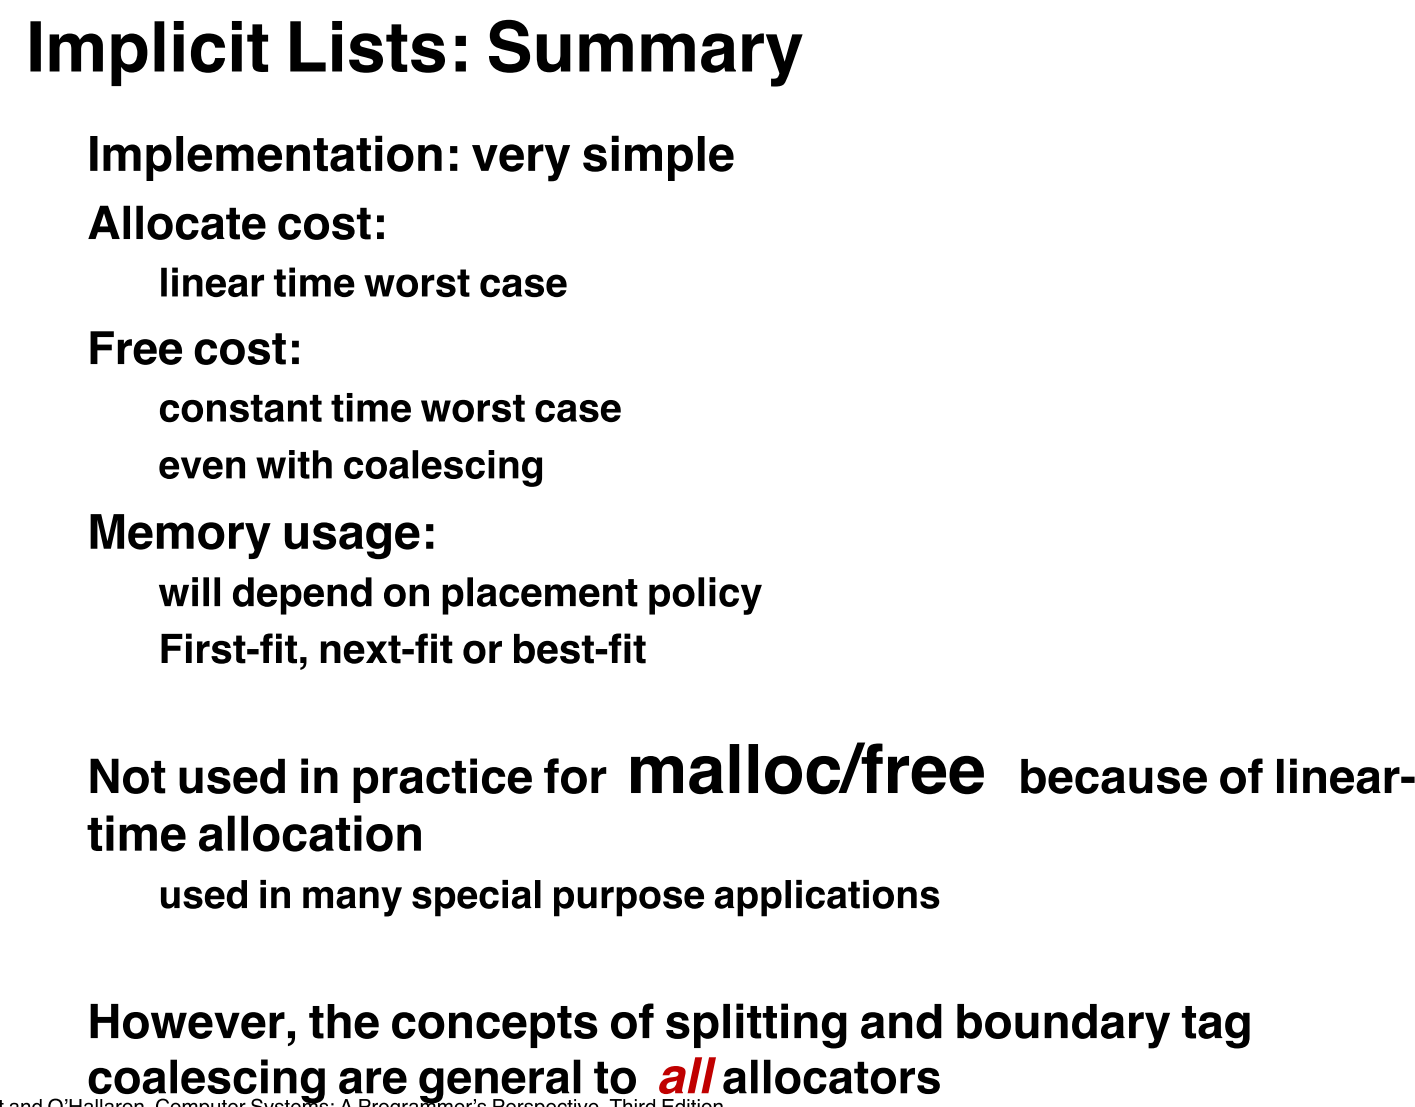 Implicit Lists: Summary
Implementation: very simple
Allocate cost:
linear time worst case
Free cost:
constant time worst case
even with coalescing
Memory usage:
will depend on placement policy
First-fit, next-fit or best-fit
Not used in practice for malloc/free because of linear-
time allocation
used in many special purpose applications
However, the concepts of splitting and boundary tag
coalescing are general to all allocators
and O'Hallaron, Computer Systems: A Programmer's Perspective, Third Edition